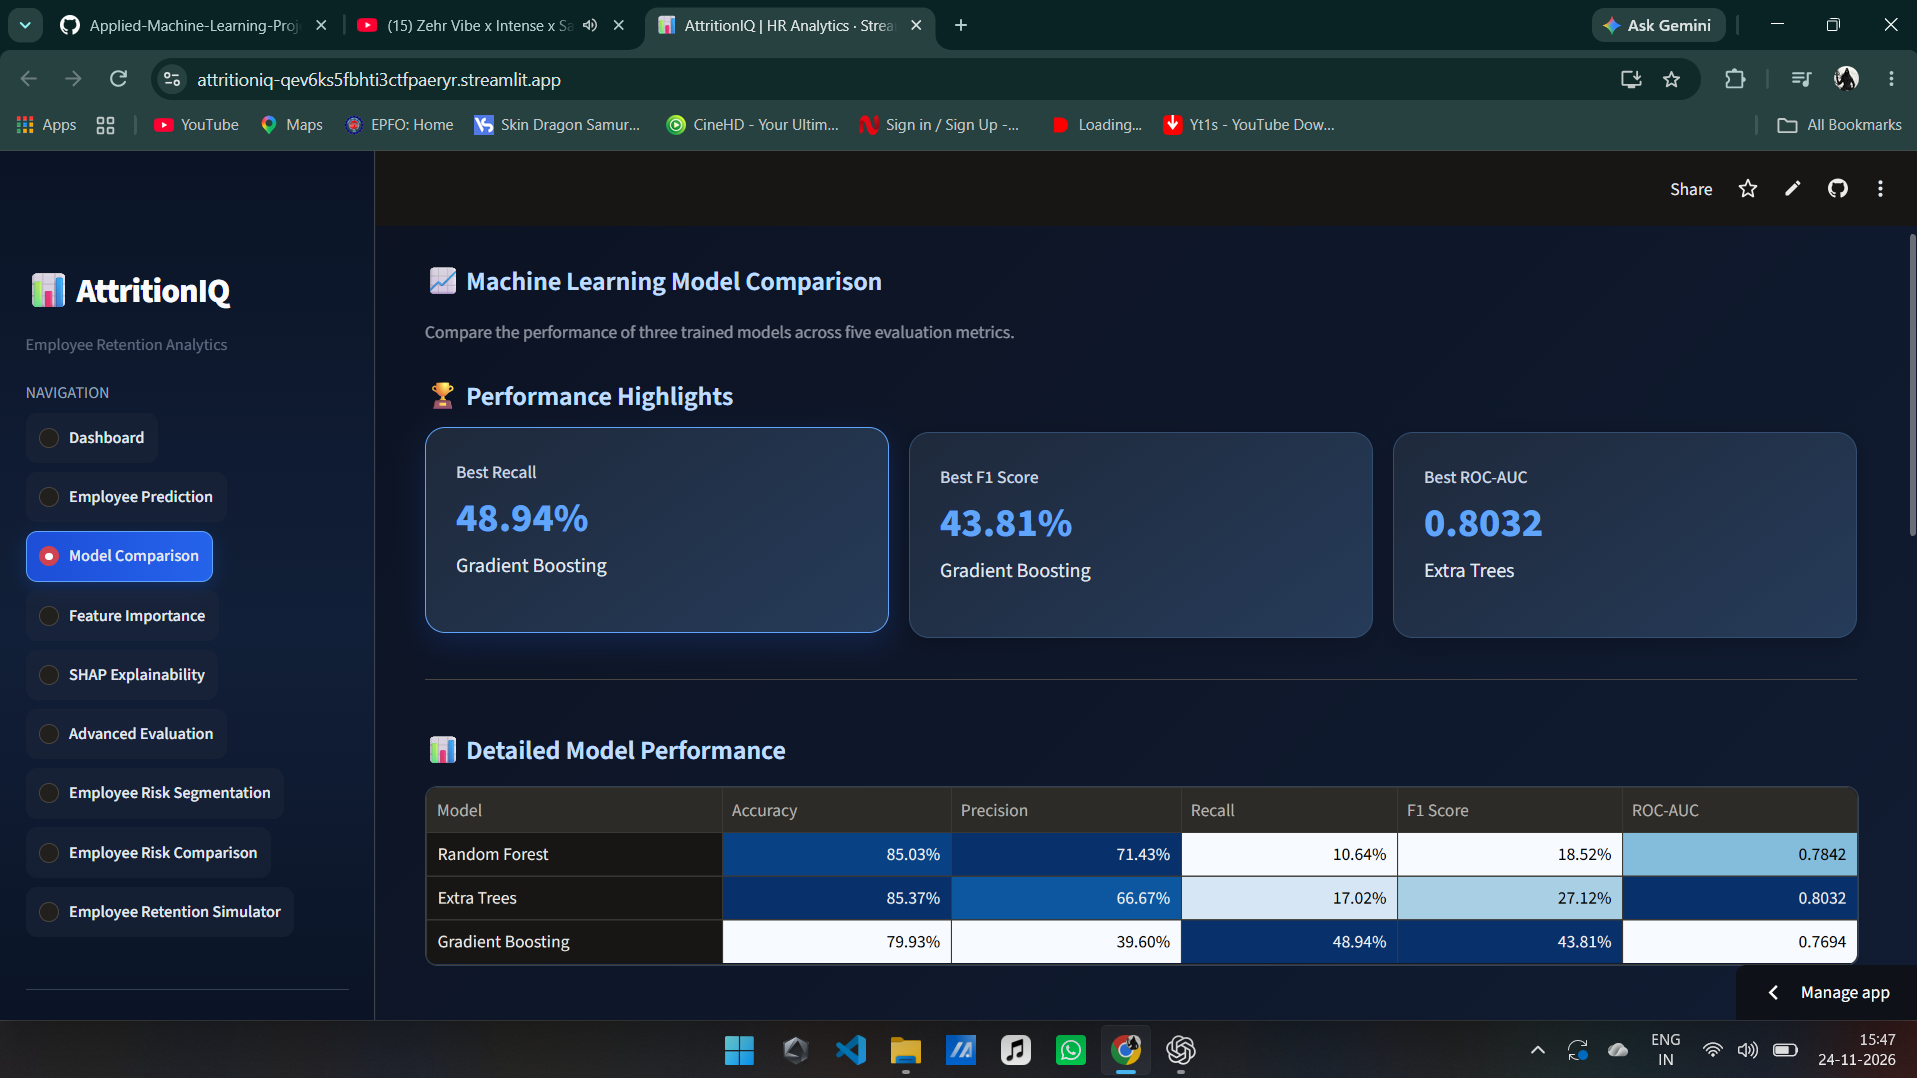 Applied-Machine-Learning-Proj
(15) Zehr Vibe x Intense x Sa
AttritionIQ | HR Analytics · Strea
Ask Gemini
attritioniq-qev6ks5fbhti3ctfpaeryr.streamlit.app
Apps
YouTube
Maps
EPFO: Home
Skin Dragon Samur...
CineHD - Your Ultim...
Sign in / Sign Up -...
Loading...
Yt1s - YouTube Dow...
All Bookmarks
Share
AttritionIQ
Employee Retention Analytics
NAVIGATION
Dashboard
Employee Prediction
Model Comparison
Feature Importance
SHAP Explainability
Advanced Evaluation
Employee Risk Segmentation
Employee Risk Comparison
Employee Retention Simulator
Machine Learning Model Comparison
Compare the performance of three trained models across five evaluation metrics.
Performance Highlights
Best Recall
48.94%
Gradient Boosting
Best F1 Score
43.81%
Gradient Boosting
Best ROC-AUC
0.8032
Extra Trees
Detailed Model Performance
Model Accuracy Precision Recall F1 Score ROC-AUC
Random Forest 85.03% 71.43% 10.64% 18.52% 0.7842
Extra Trees 85.37% 66.67% 17.02% 27.12% 0.8032
Gradient Boosting 79.93% 39.60% 48.94% 43.81% 0.7694
Manage app
ENG
IN
15:47
24-11-2026